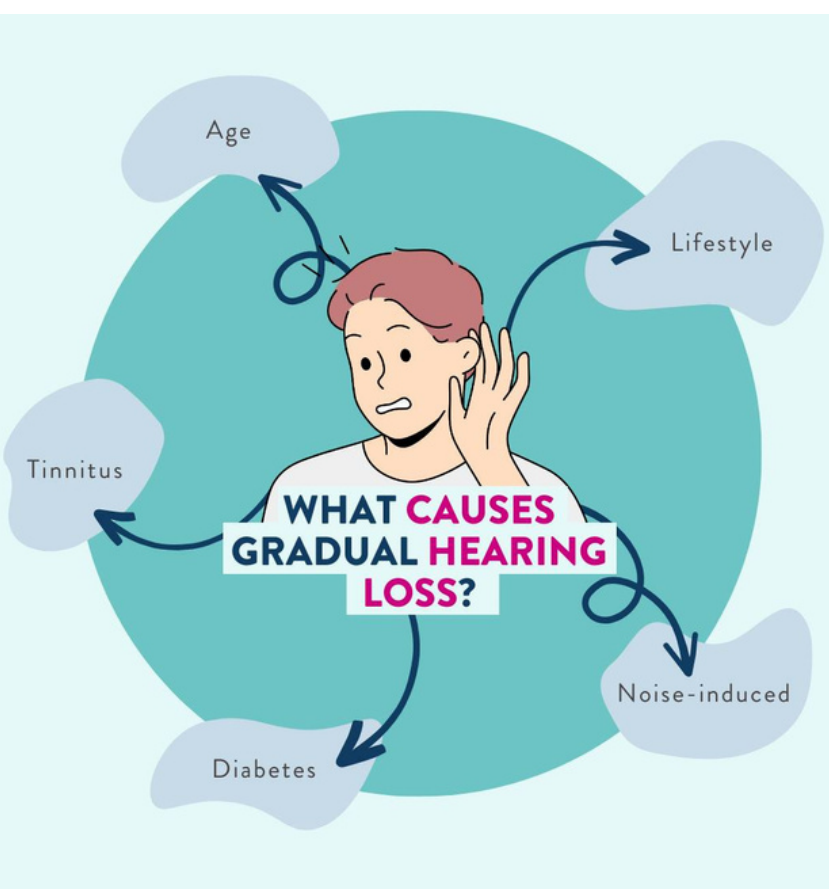 Age
Lifestyle
Tinnitus
WHAT CAUSES
GRADUAL HEARING
LOSS?
Noise-induced
Diabetes